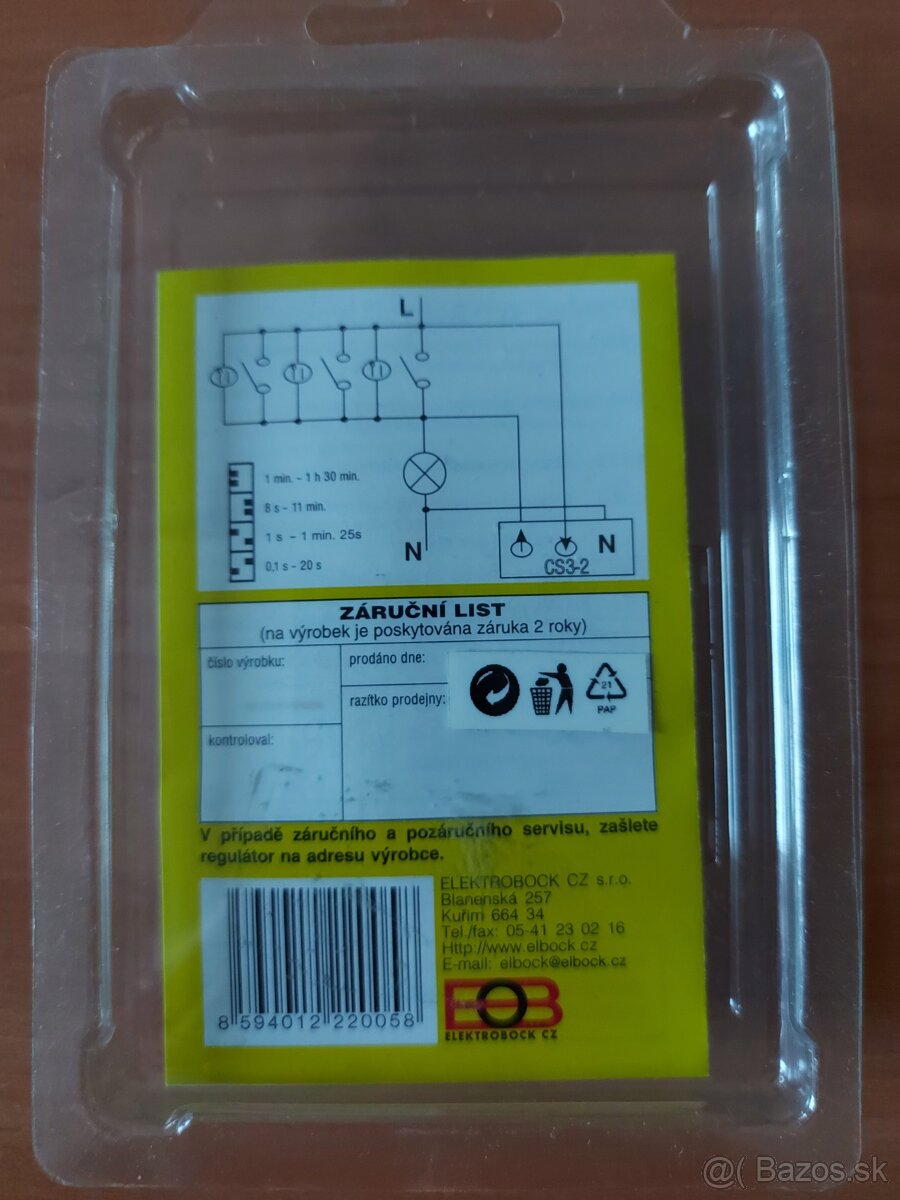 L
1 min. - 1 h 30 min.
8 s - 11 min.
1 s - 1 min. 25s
0,1 s - 20 s
N
N
CS3-2
ZÁRUČNÍ LIST
(na výrobek je poskytována záruka 2 roky)
číslo výrobku:
prodáno dne:
razítko prodejny:
kontroloval:
21
PAP
V případě záručního a pozáručního servisu, zašlete
regulátor na adresu výrobce.
ELEKTROBOCK CZ s.r.o.
Blanenská 257
Kuřim 664 34
Tel./fax: 05-41 23 02 16
Http://www.elbock.cz
E-mail: elbock@elbock.cz
EOB
ELEKTROBOCK CZ
8 594012 220058
@( Bazos.sk